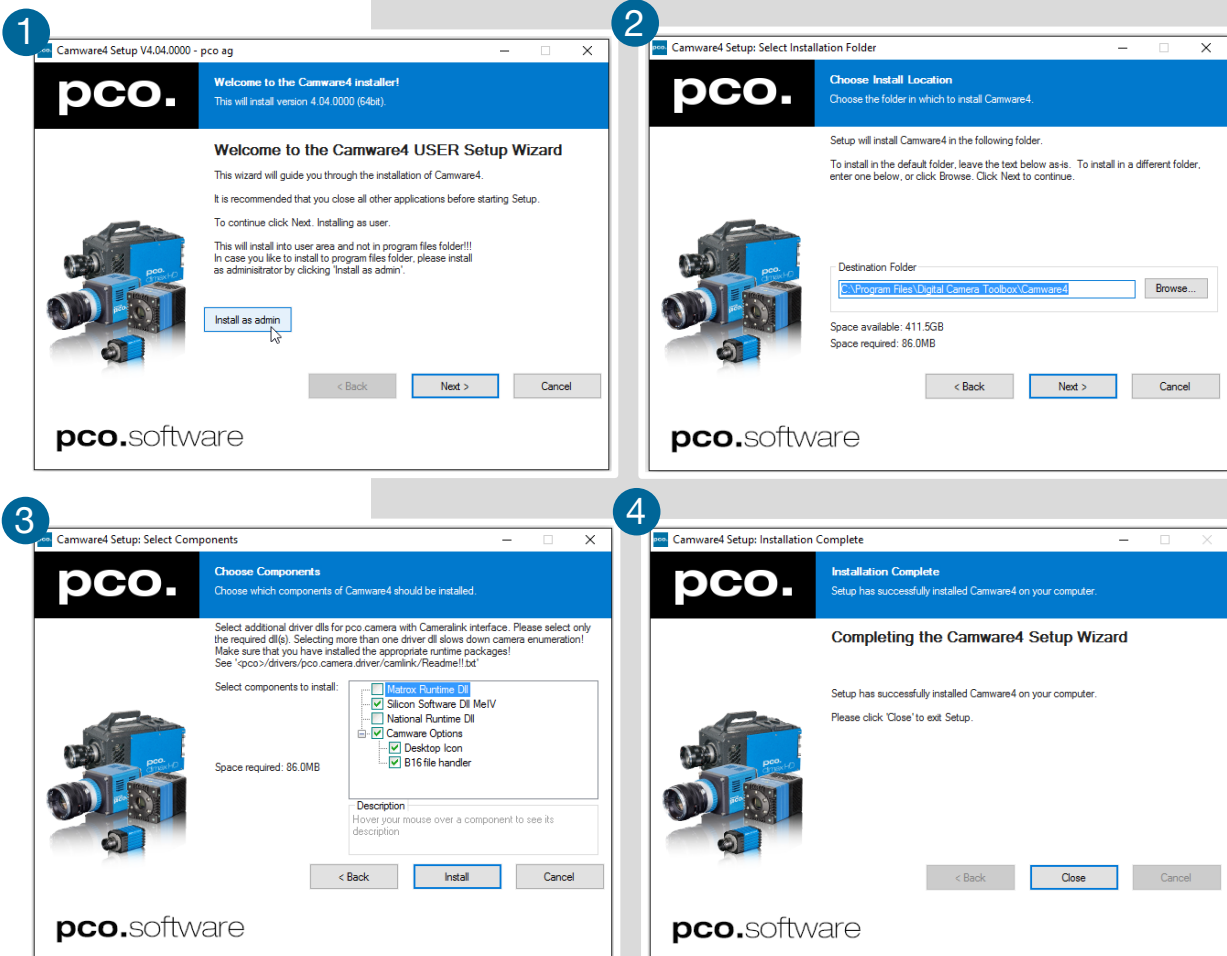 1
Camware4 Setup V4.04.0000 - pco ag
pco.
Welcome to the Camware4 installer!
This will install version 4.04.0000 (64bit).
Welcome to the Camware4 USER Setup Wizard
This wizard will guide you through the installation of Camware4.
It is recommended that you close all other applications before starting Setup.
To continue click Next. Installing as user.
This will install into user area and not in program files folder!!!
In case you like to install to program files folder, please install
as adminisitrator by clicking 'Install as admin'.
Install as admin
< Back
Next >
Cancel
pco.software
2
Camware4 Setup: Select Installation Folder
pco.
Choose Install Location
Choose the folder in which to install Camware4.
Setup will install Camware4 in the following folder.
To install in the default folder, leave the text below as-is. To install in a different folder,
enter one below, or click Browse. Click Next to continue.
Destination Folder
C:\Program Files\Digital Camera Toolbox\Camware4
Browse...
Space available: 411.5GB
Space required: 86.0MB
< Back
Next >
Cancel
pco.software
3
Camware4 Setup: Select Components
pco.
Choose Components
Choose which components of Camware4 should be installed.
Select additional driver dlls for pco.camera with Cameralink interface. Please select only
the required dll(s). Selecting more than one driver dll slows down camera enumeration!
Make sure that you have installed the appropriate runtime packages!
See '<pco>/drivers/pco.camera.driver/camlink/Readme!!.txt'
Select components to install:
Matrox Runtime Dll
Silicon Software Dll MeIV
National Runtime Dll
Camware Options
Desktop Icon
B16 file handler
Space required: 86.0MB
Description
Hover your mouse over a component to see its
description
< Back
Install
Cancel
pco.software
4
Camware4 Setup: Installation Complete
pco.
Installation Complete
Setup has successfully installed Camware4 on your computer.
Completing the Camware4 Setup Wizard
Setup has successfully installed Camware4 on your computer.
Please click 'Close' to exit Setup.
< Back
Close
Cancel
pco.software